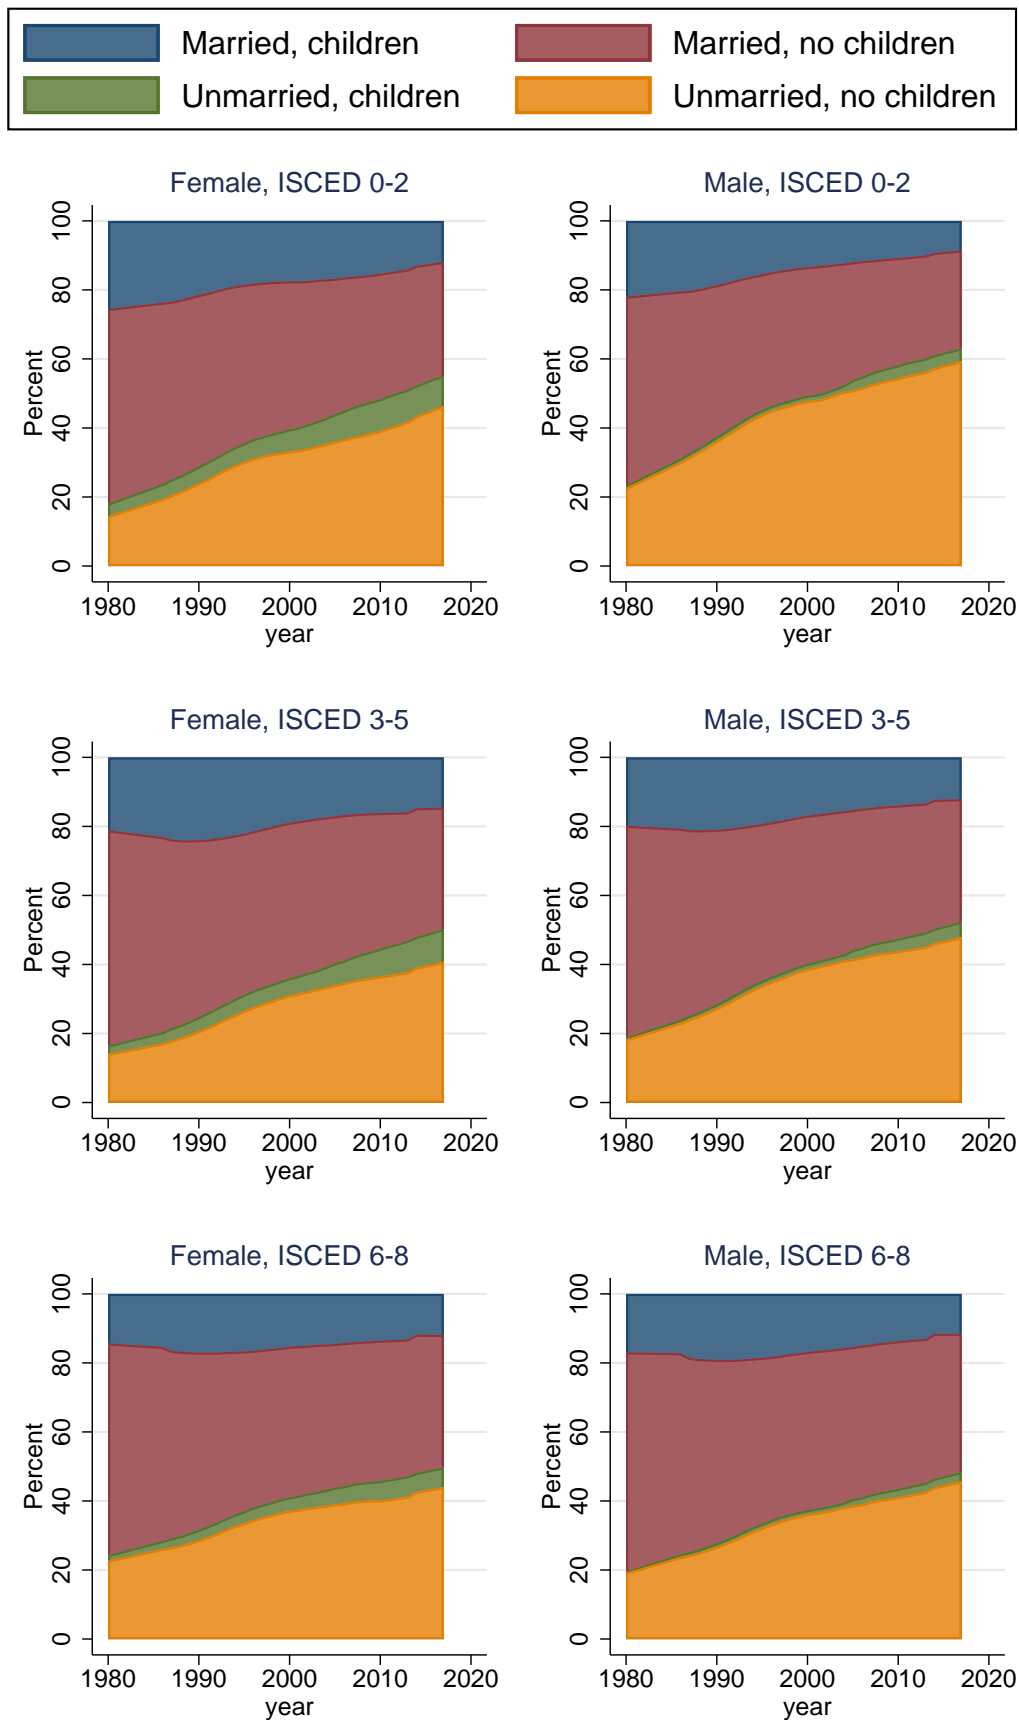 Married, children
Married, no children
Unmarried, children
Unmarried, no children
Female, ISCED 0-2
Male, ISCED 0-2
Percent
0 20 40 60 80 100
1980 1990 2000 2010 2020
year
Percent
0 20 40 60 80 100
1980 1990 2000 2010 2020
year
Female, ISCED 3-5
Male, ISCED 3-5
Percent
0 20 40 60 80 100
1980 1990 2000 2010 2020
year
Percent
0 20 40 60 80 100
1980 1990 2000 2010 2020
year
Female, ISCED 6-8
Male, ISCED 6-8
Percent
0 20 40 60 80 100
1980 1990 2000 2010 2020
year
Percent
0 20 40 60 80 100
1980 1990 2000 2010 2020
year